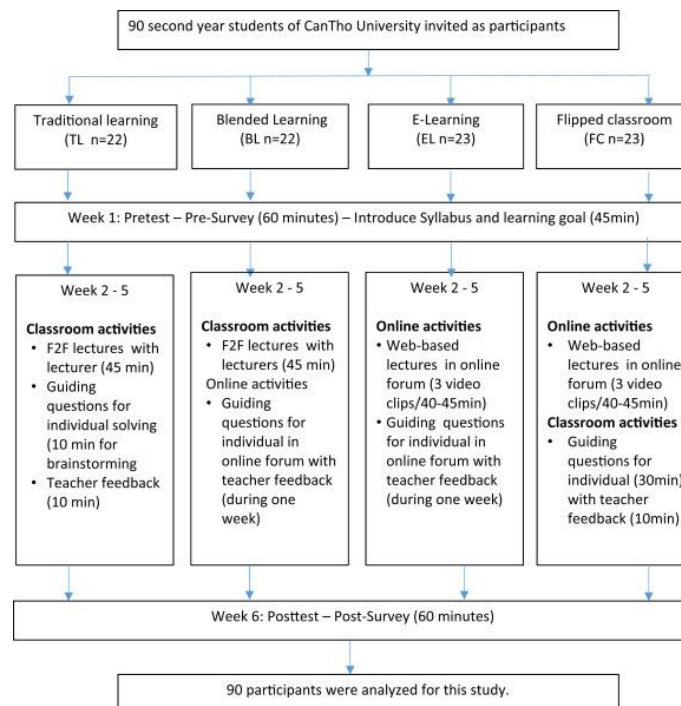 90 second year students of CanTho University invited as participants
Traditional learning
(TL n=22)
Blended Learning
(BL n=22)
E-Learning
(EL n=23)
Flipped classroom
(FC n=23)
Week 1: Pretest – Pre-Survey (60 minutes) – Introduce Syllabus and learning goal (45min)
Week 2 - 5
Classroom activities
• F2F lectures with
lecturer (45 min)
• Guiding
questions for
individual solving
(10 min for
brainstorming
• Teacher feedback
(10 min)
Week 2 - 5
Classroom activities
• F2F lectures with
lecturers (45 min)
Online activities
• Guiding
questions for
individual in
online forum with
teacher feedback
(during one
week)
Week 2 - 5
Online activities
• Web-based
lectures in online
forum (3 video
clips/40-45min)
• Guiding questions
for individual in
online forum with
teacher feedback
(during one week)
Week 2 - 5
Online activities
• Web-based
lectures in online
forum (3 video
clips/40-45min)
Classroom activities
• Guiding
questions for
individual (30min)
with teacher
feedback (10min)
Week 6: Posttest – Post-Survey (60 minutes)
90 participants were analyzed for this study.